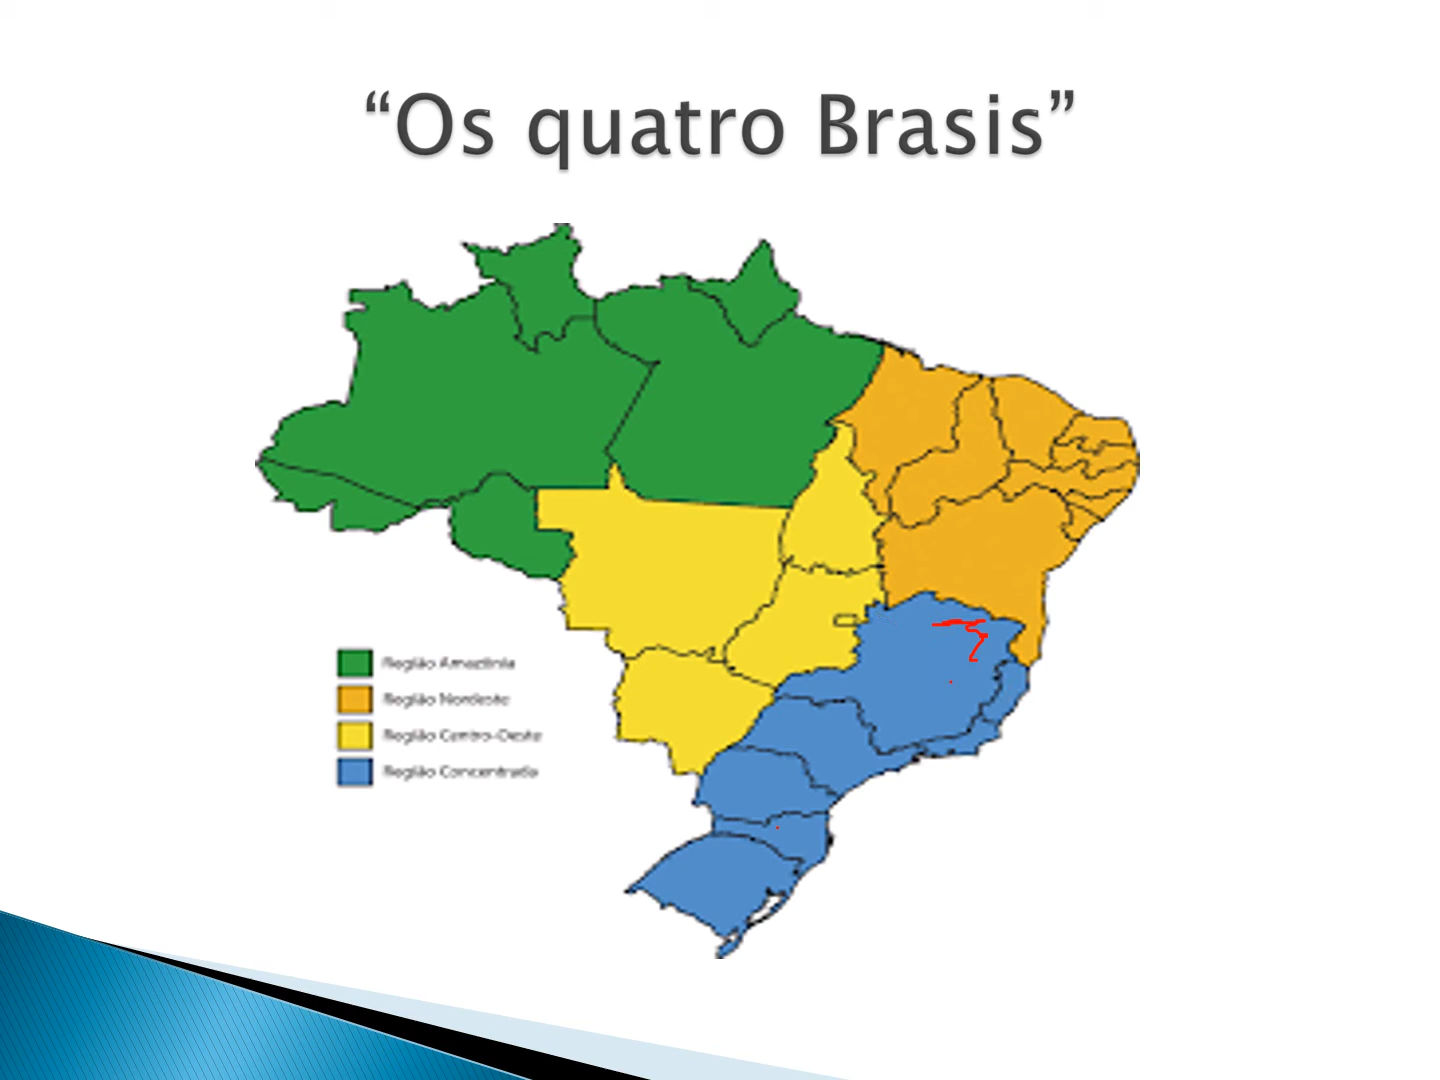 “Os quatro Brasis”
Região Amazônia
Região Nordeste
Região Centro-Oeste
Região Concentrada